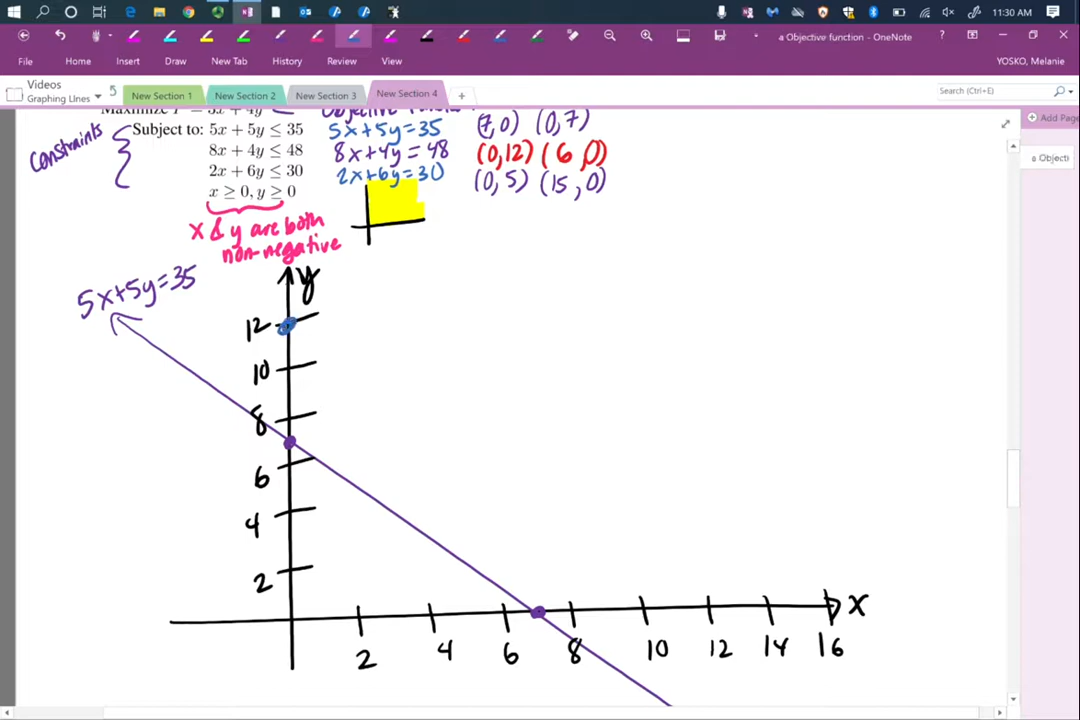 11:30 AM
a Objective function - OneNote
YOSKO, Melanie
File Home Insert Draw New Tab History Review View
Videos
Graphing Lines
5
New Section 1 New Section 2 New Section 3 New Section 4 +
Search (Ctrl+E)
Add Page
Objecti
constraints
Subject to: 5x + 5y ≤ 35
8x + 4y ≤ 48
2x + 6y ≤ 30
x ≥ 0, y ≥ 0
5x+5y=35 (7,0) (0,7)
8x+4y=48 (0,12) (6,0)
2x+6y=30 (0,5) (15,0)
x & y are both
non-negative
5x+5y=35
y
12
10
8
6
4
2
x
2 4 6 8 10 12 14 16